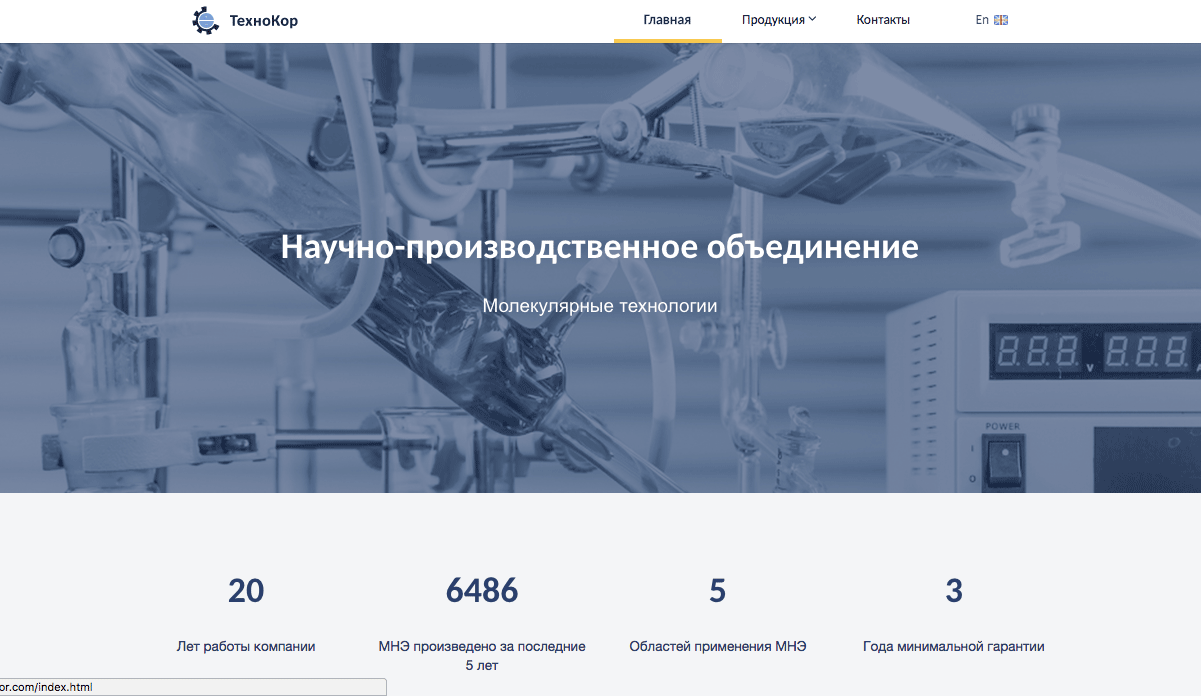 ТехноКор
Главная
Продукция
Контакты
En
Научно-производственное объединение
Молекулярные технологии
8.8.8.
V
8.8.8.
POWER
20
6486
5
3
Лет работы компании
МНЭ произведено за последние
5 лет
Областей применения МНЭ
Года минимальной гарантии
or.com/index.html